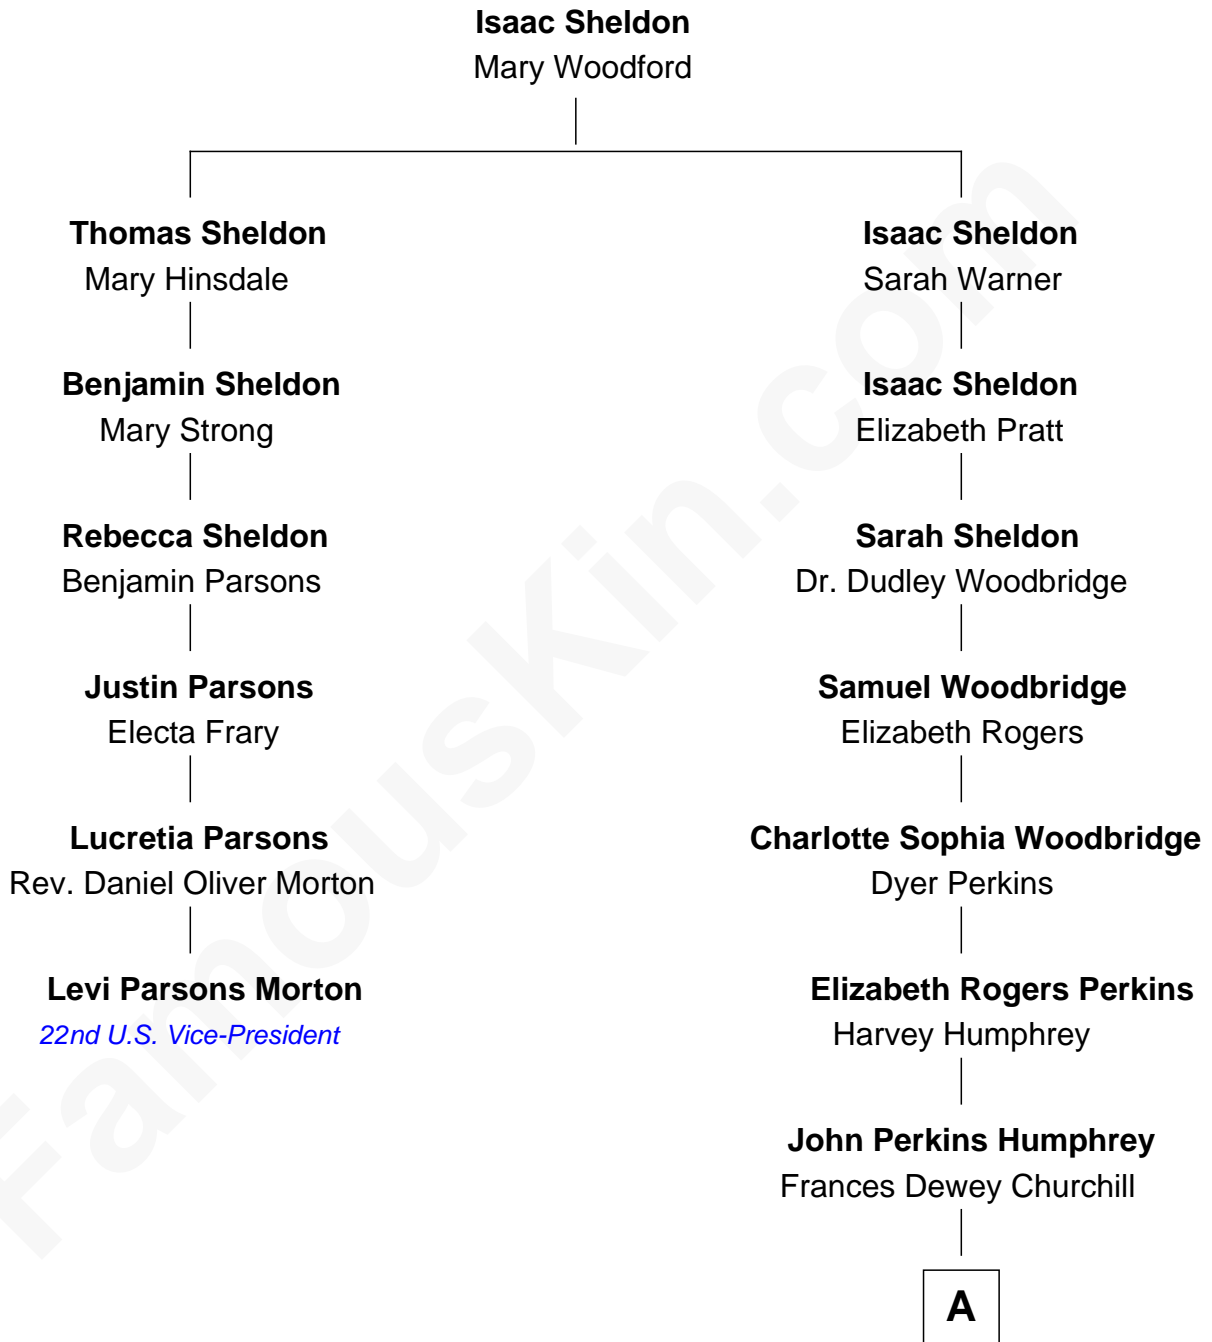 Isaac Sheldon
Mary Woodford
Thomas Sheldon
Mary Hinsdale
Benjamin Sheldon
Mary Strong
Rebecca Sheldon
Benjamin Parsons
Justin Parsons
Electa Frary
Lucretia Parsons
Rev. Daniel Oliver Morton
Levi Parsons Morton
22nd U.S. Vice-President
Isaac Sheldon
Sarah Warner
Isaac Sheldon
Elizabeth Pratt
Sarah Sheldon
Dr. Dudley Woodbridge
Samuel Woodbridge
Elizabeth Rogers
Charlotte Sophia Woodbridge
Dyer Perkins
Elizabeth Rogers Perkins
Harvey Humphrey
John Perkins Humphrey
Frances Dewey Churchill
A
FamousKin.com